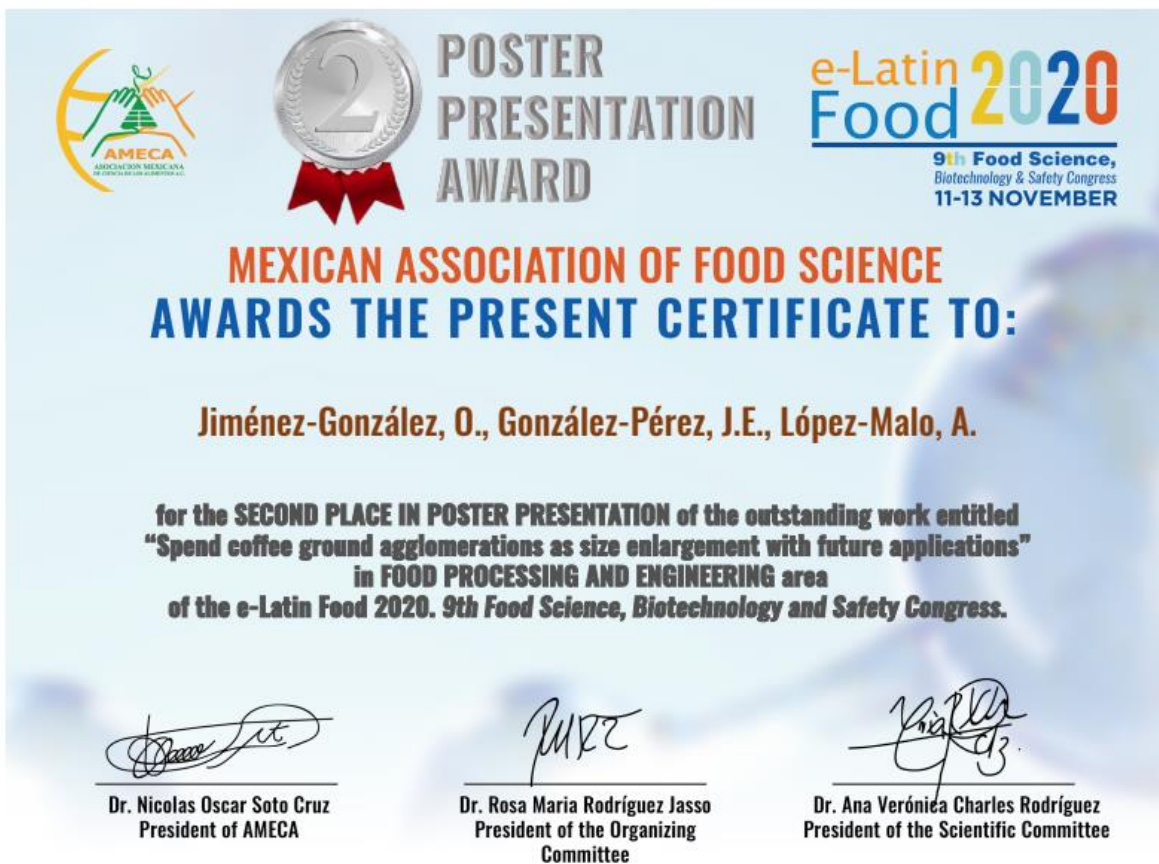 AMECA
ASOCIACION MEXICANA
DE CIENCIA DE LOS ALIMENTOS A.C.
2
POSTER
PRESENTATION
AWARD
e-Latin
Food 2020
9th Food Science,
Biotechnology & Safety Congress
11-13 NOVEMBER
MEXICAN ASSOCIATION OF FOOD SCIENCE
AWARDS THE PRESENT CERTIFICATE TO:
Jiménez-González, O., González-Pérez, J.E., López-Malo, A.
for the SECOND PLACE IN POSTER PRESENTATION of the outstanding work entitled
“Spend coffee ground agglomerations as size enlargement with future applications”
in FOOD PROCESSING AND ENGINEERING area
of the e-Latin Food 2020. 9th Food Science, Biotechnology and Safety Congress.
Dr. Nicolas Oscar Soto Cruz
President of AMECA
Dr. Rosa Maria Rodríguez Jasso
President of the Organizing
Committee
Dr. Ana Verónica Charles Rodríguez
President of the Scientific Committee